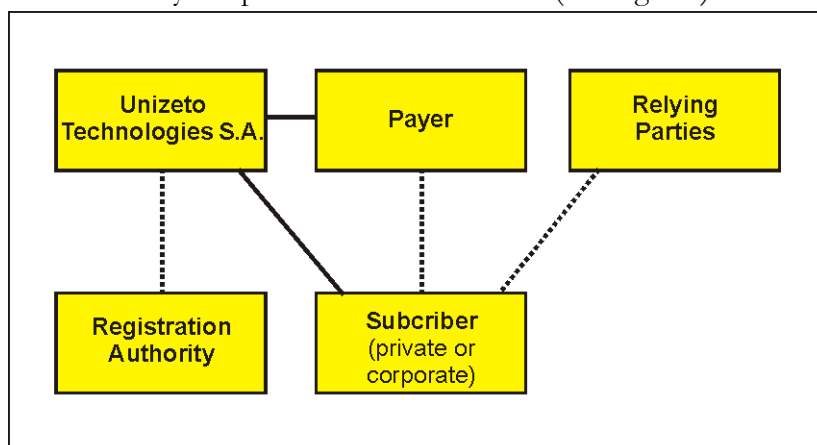 Unizeto
Technologies S.A.
Payer
Relying
Parties
Registration
Authority
Subcriber
(private or
corporate)